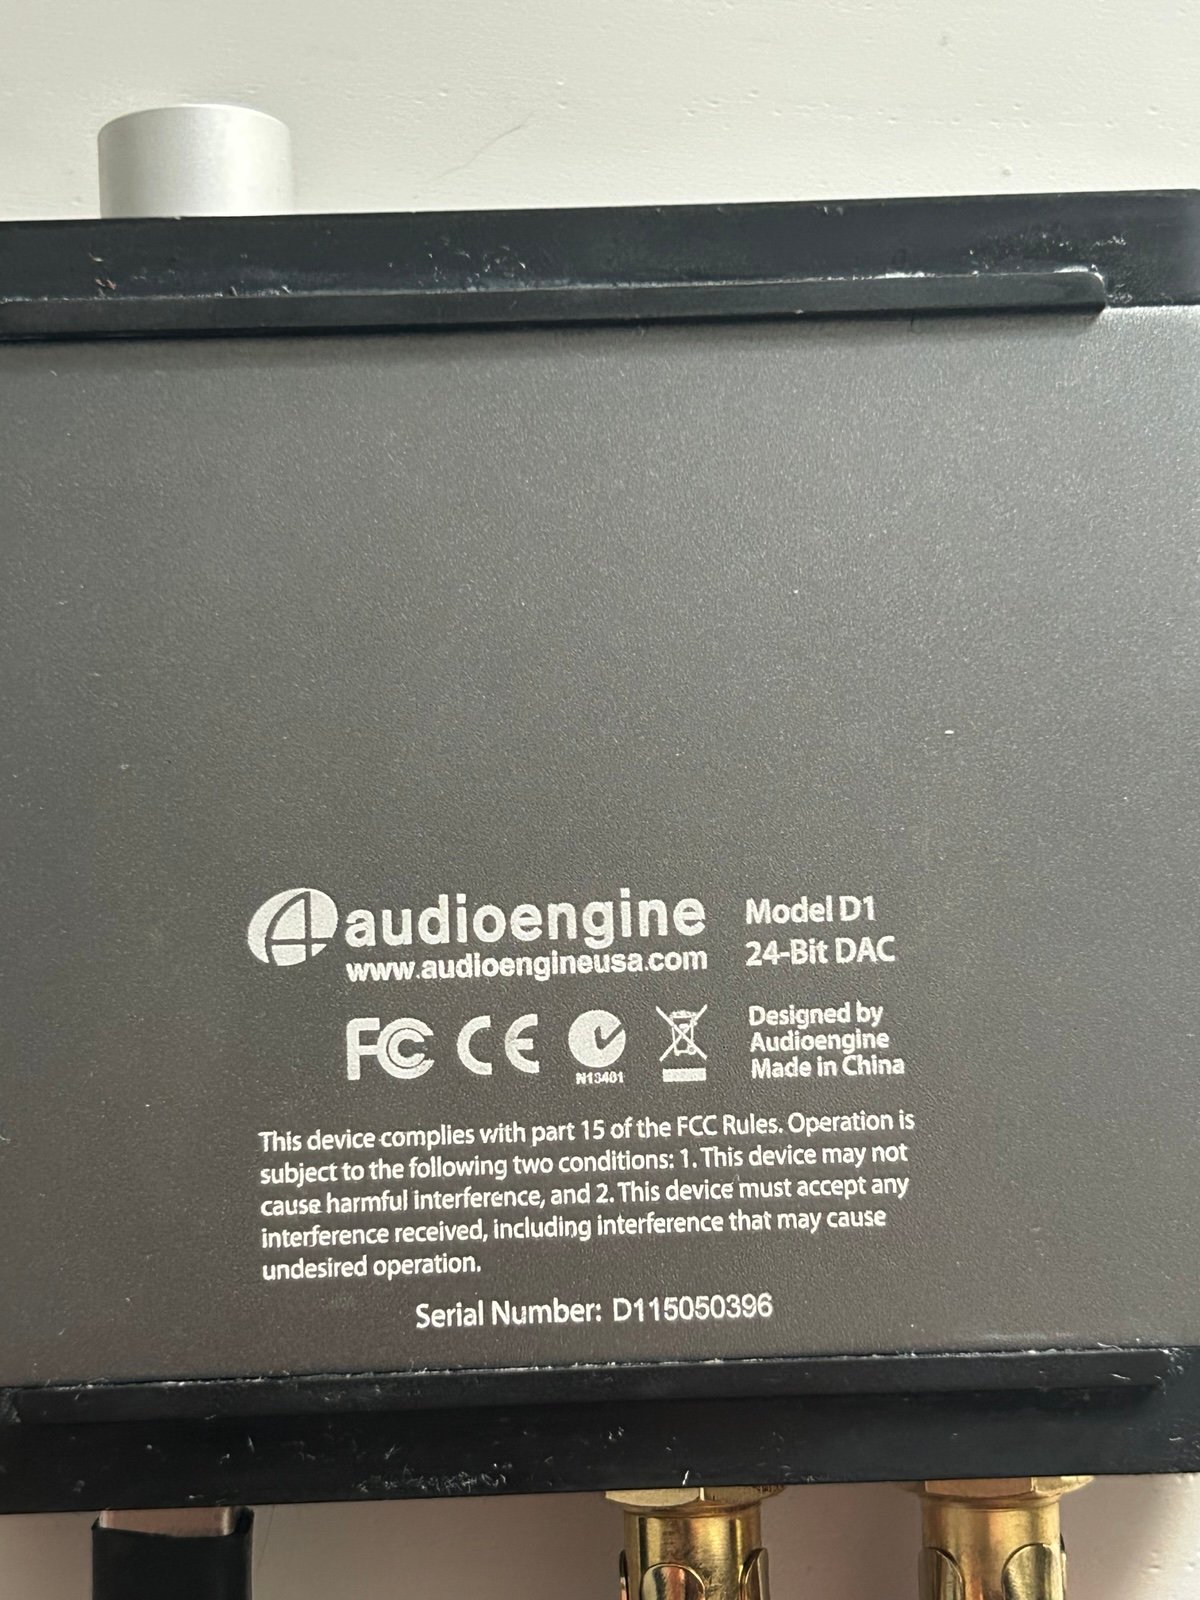 audioengine
www.audioengineusa.com
Model D1
24-Bit DAC
FC CE
N13401
Designed by
Audioengine
Made in China
This device complies with part 15 of the FCC Rules. Operation is
subject to the following two conditions: 1. This device may not
cause harmful interference, and 2. This device must accept any
interference received, including interference that may cause
undesired operation.
Serial Number: D115050396